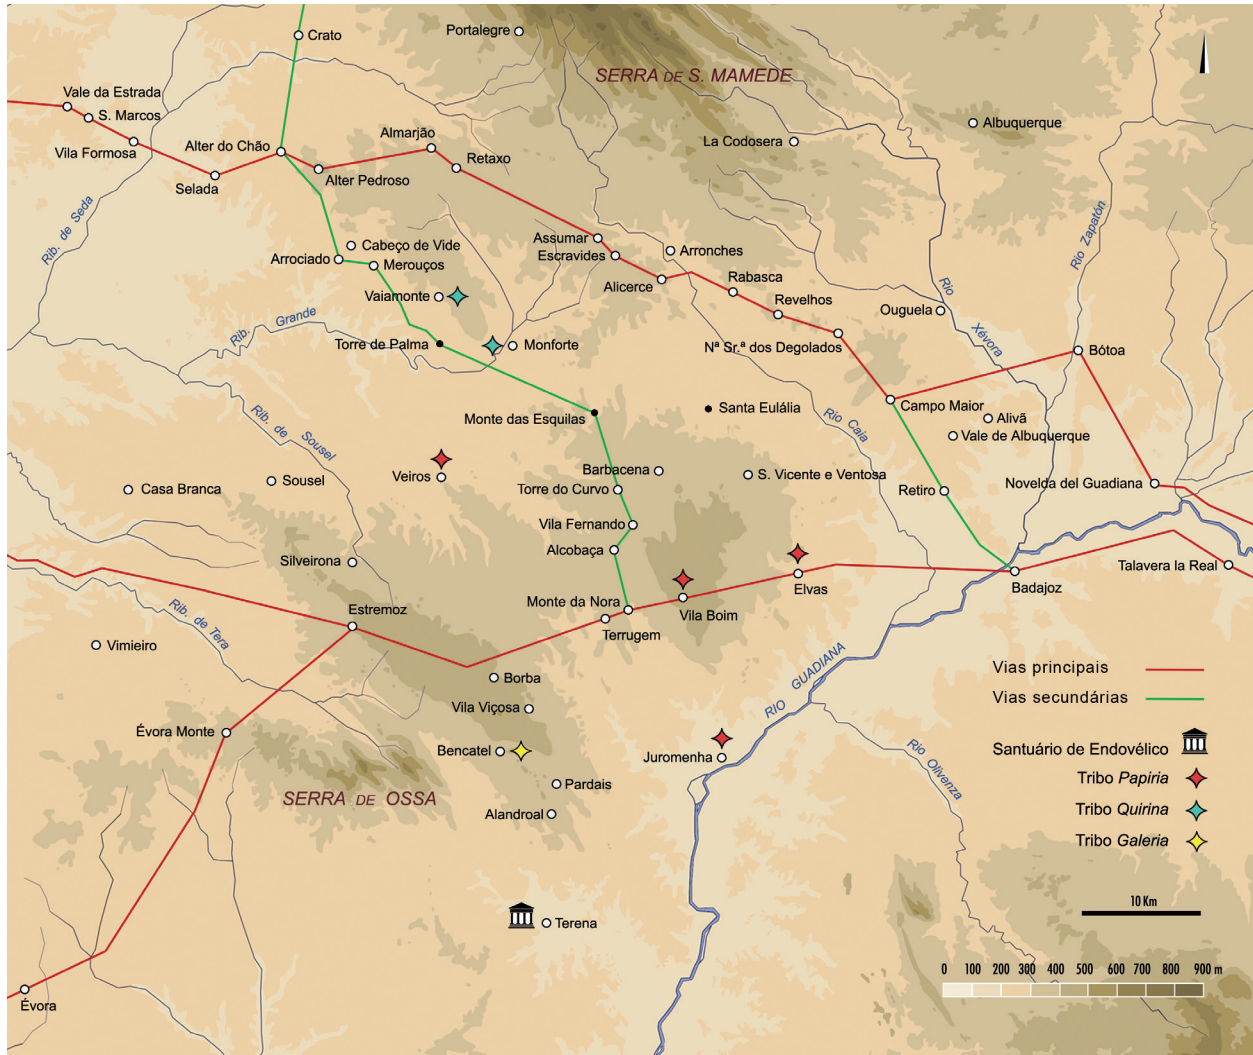 Crato
Portalegre
SERRA DE S. MAMEDE
Vale da Estrada
S. Marcos
Vila Formosa
Alter do Chão
Selada
Alter Pedroso
Almarjão
Retaxo
La Codosera
Albuquerque
Rib. de Seda
Rio Zapatón
Cabeço de Vide
Arrociado
Merouços
Vaiamonte
Assumar
Escravides
Arronches
Alicerce
Rabasca
Revelhos
Ouguela
Rio Xévora
Rib. Grande
Torre de Palma
Monforte
Nª Sr.ª dos Degolados
Bótoa
Campo Maior
Alivã
Vale de Albuquerque
Rio Caia
Rib. de Sousel
Monte das Esquilas
Santa Eulália
Veiros
Barbacena
S. Vicente e Ventosa
Casa Branca
Sousel
Torre do Curvo
Retiro
Novelda del Guadiana
Vila Fernando
Alcobaça
Silveirona
Elvas
Badajoz
Talavera la Real
Estremoz
Monte da Nora
Terrugem
Vila Boim
Rib. de Tera
Vimieiro
Borba
Vila Viçosa
RIO GUADIANA
Évora Monte
Bencatel
Juromenha
Rio Olivenza
Pardais
Alandroal
SERRA DE OSSA
Terena
Évora
Vias principais
Vias secundárias
Santuário de Endovélico
Tribo Papiria
Tribo Quirina
Tribo Galeria
10 Km
0 100 200 300 400 500 600 700 800 900 m